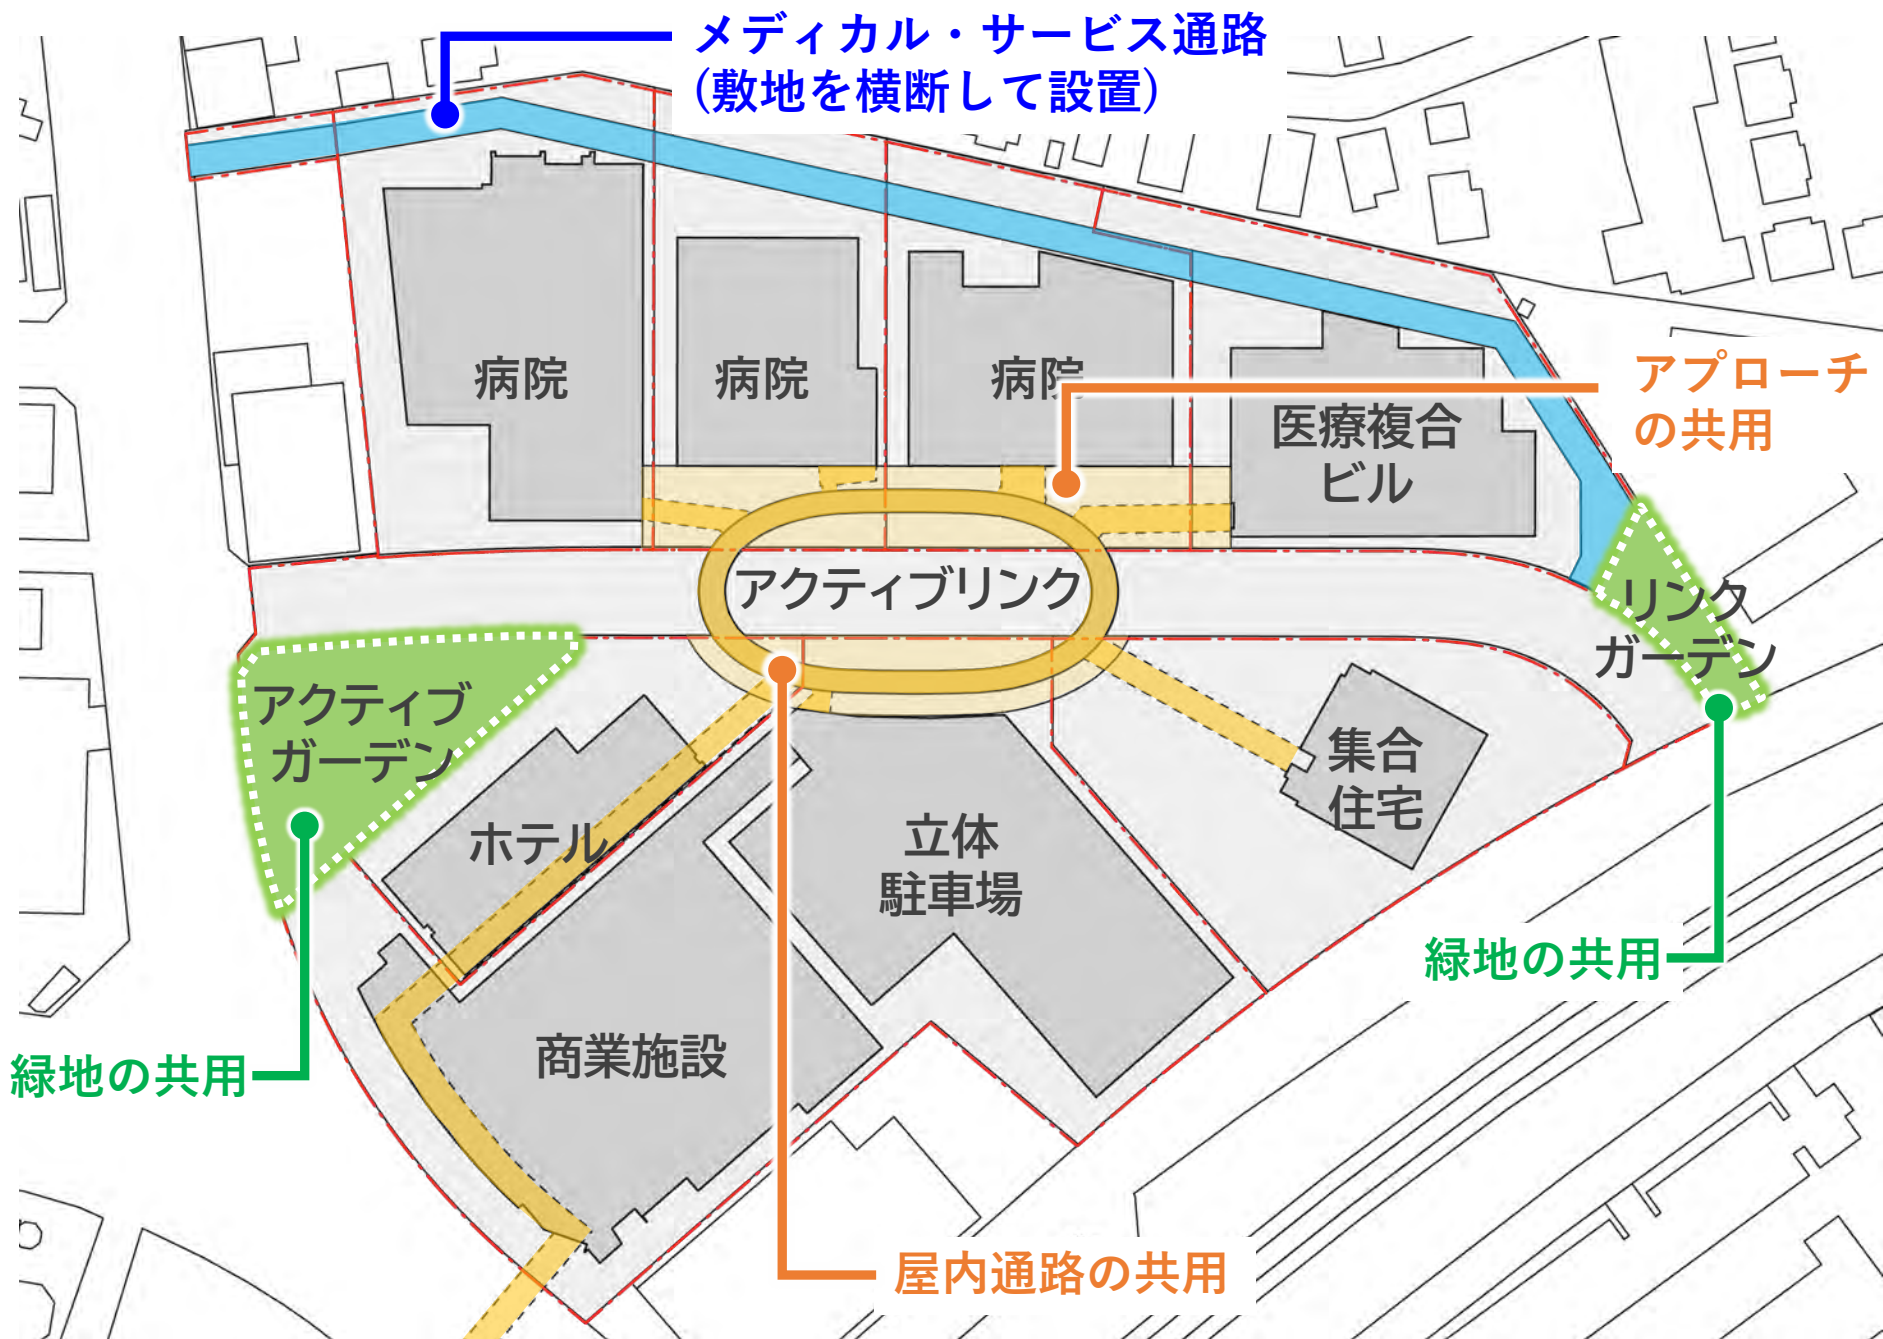 メディカル・サービス通路
(敷地を横断して設置)
病院
病院
病院
アプローチ
の共用
医療複合
ビル
アクティブリンク
リンク
ガーデン
アクティブ
ガーデン
集合
住宅
ホテル
立体
駐車場
緑地の共用
商業施設
緑地の共用
屋内通路の共用